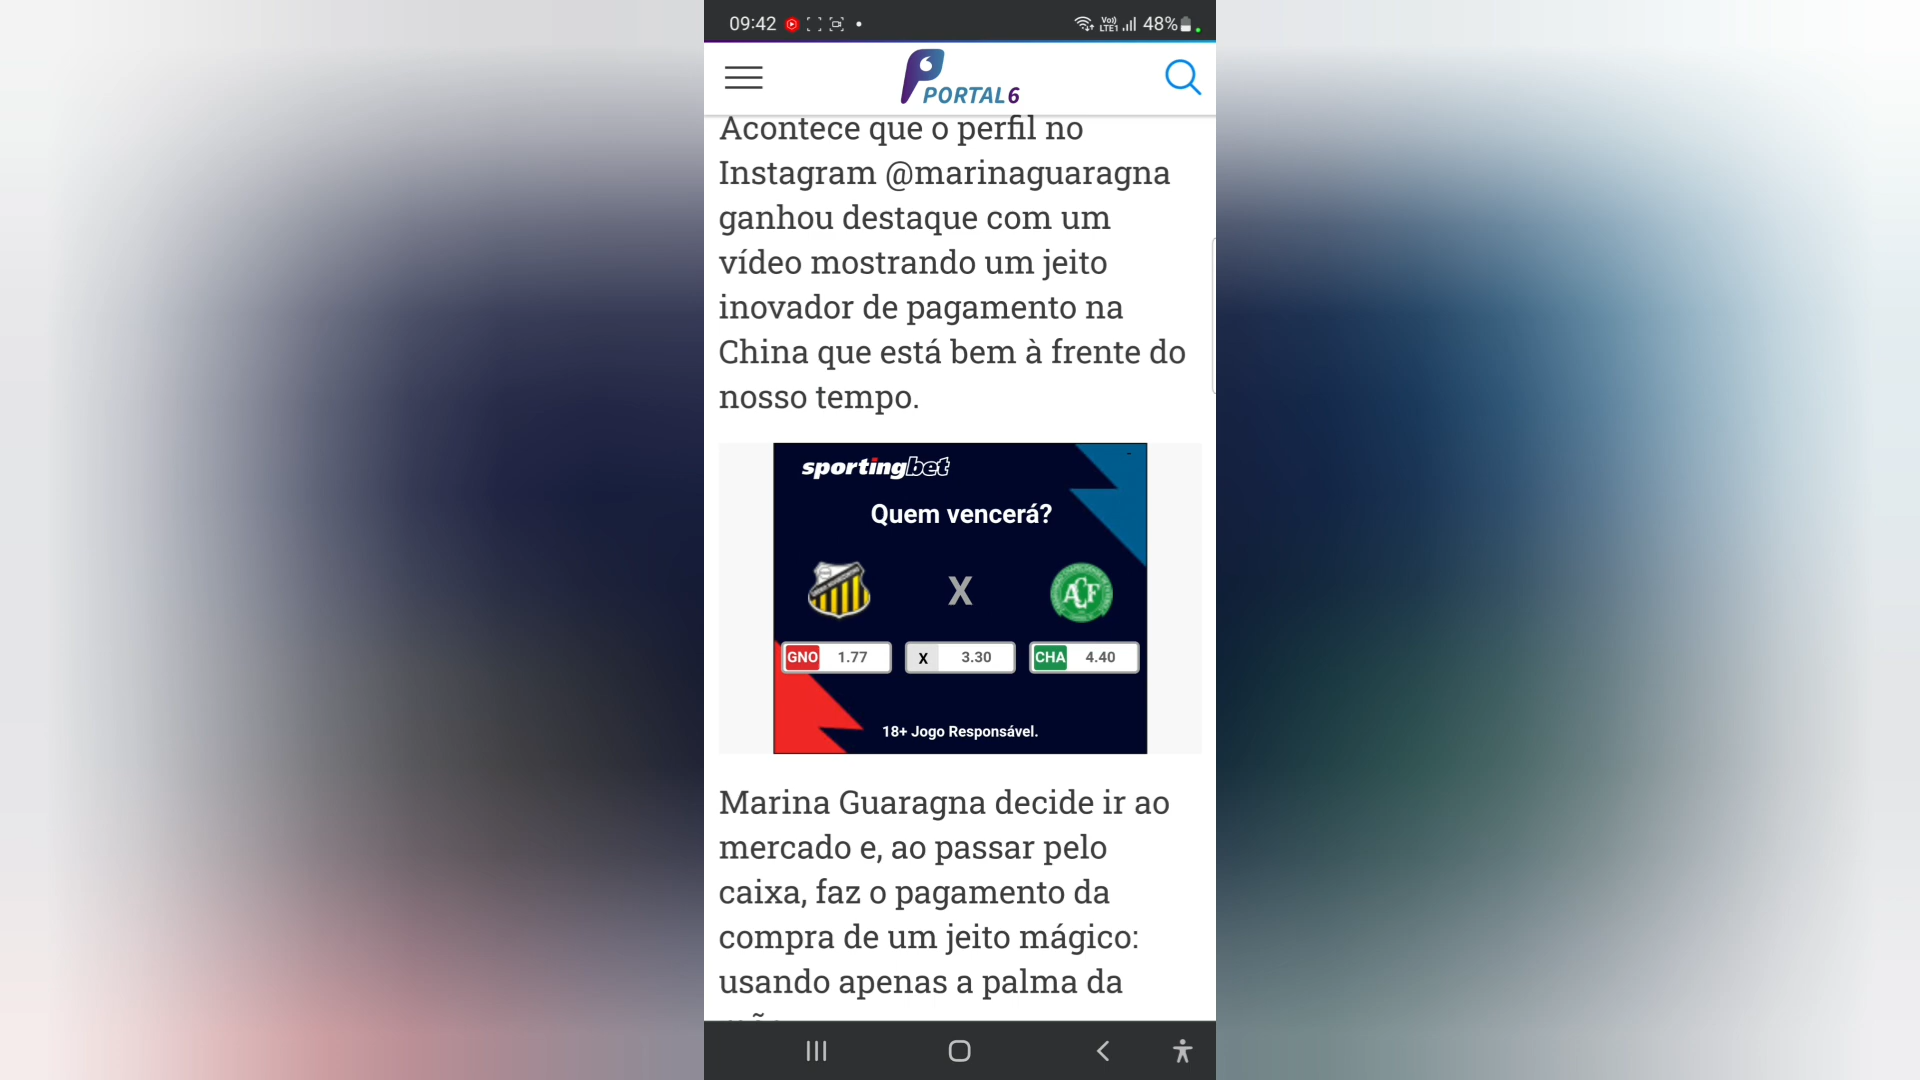 09:42
Vo))
LTE1
48%
PORTAL6
Acontece que o perfil no
Instagram @marinaguaragna
ganhou destaque com um
vídeo mostrando um jeito
inovador de pagamento na
China que está bem à frente do
nosso tempo.
sportingbet
Quem vencerá?
X
ACF
GNO 1.77 X 3.30 CHA 4.40
18+ Jogo Responsável.
Marina Guaragna decide ir ao
mercado e, ao passar pelo
caixa, faz o pagamento da
compra de um jeito mágico:
usando apenas a palma da